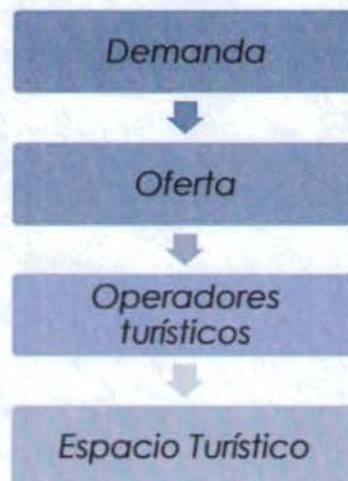 Demanda
Oferta
Operadores
turísticos
Espacio Turístico